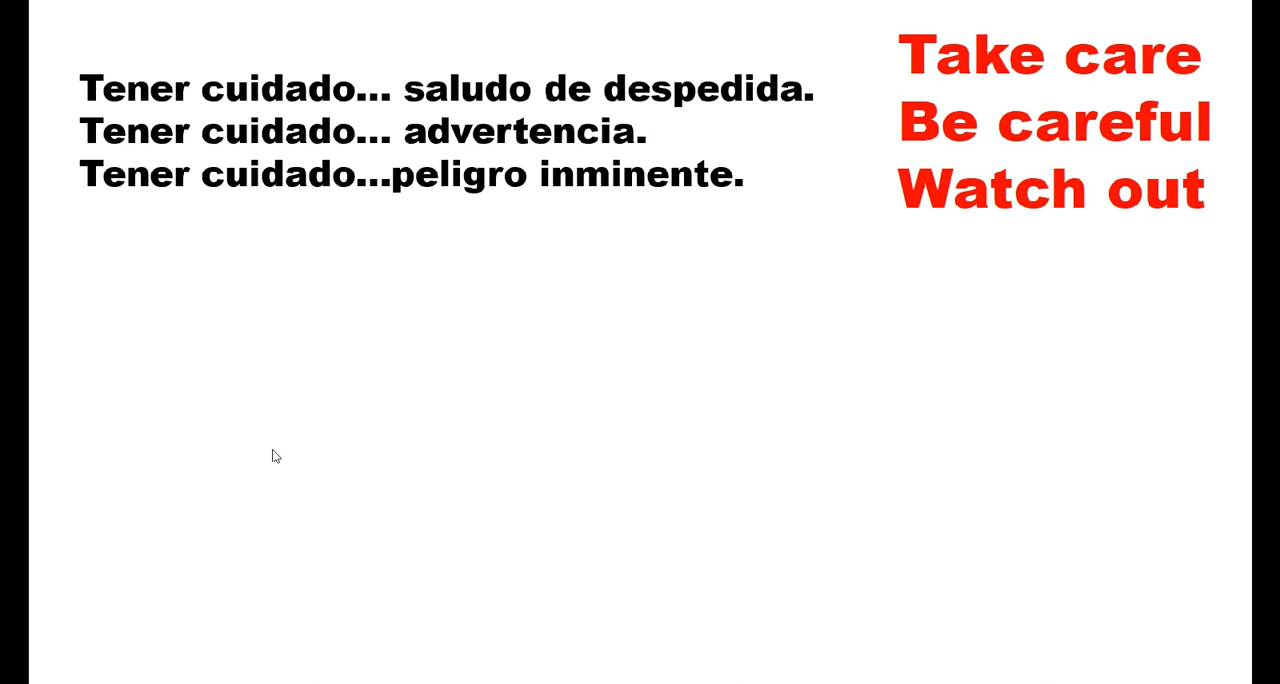 Tener cuidado... saludo de despedida.
Tener cuidado... advertencia.
Tener cuidado...peligro inminente.
Take care
Be careful
Watch out